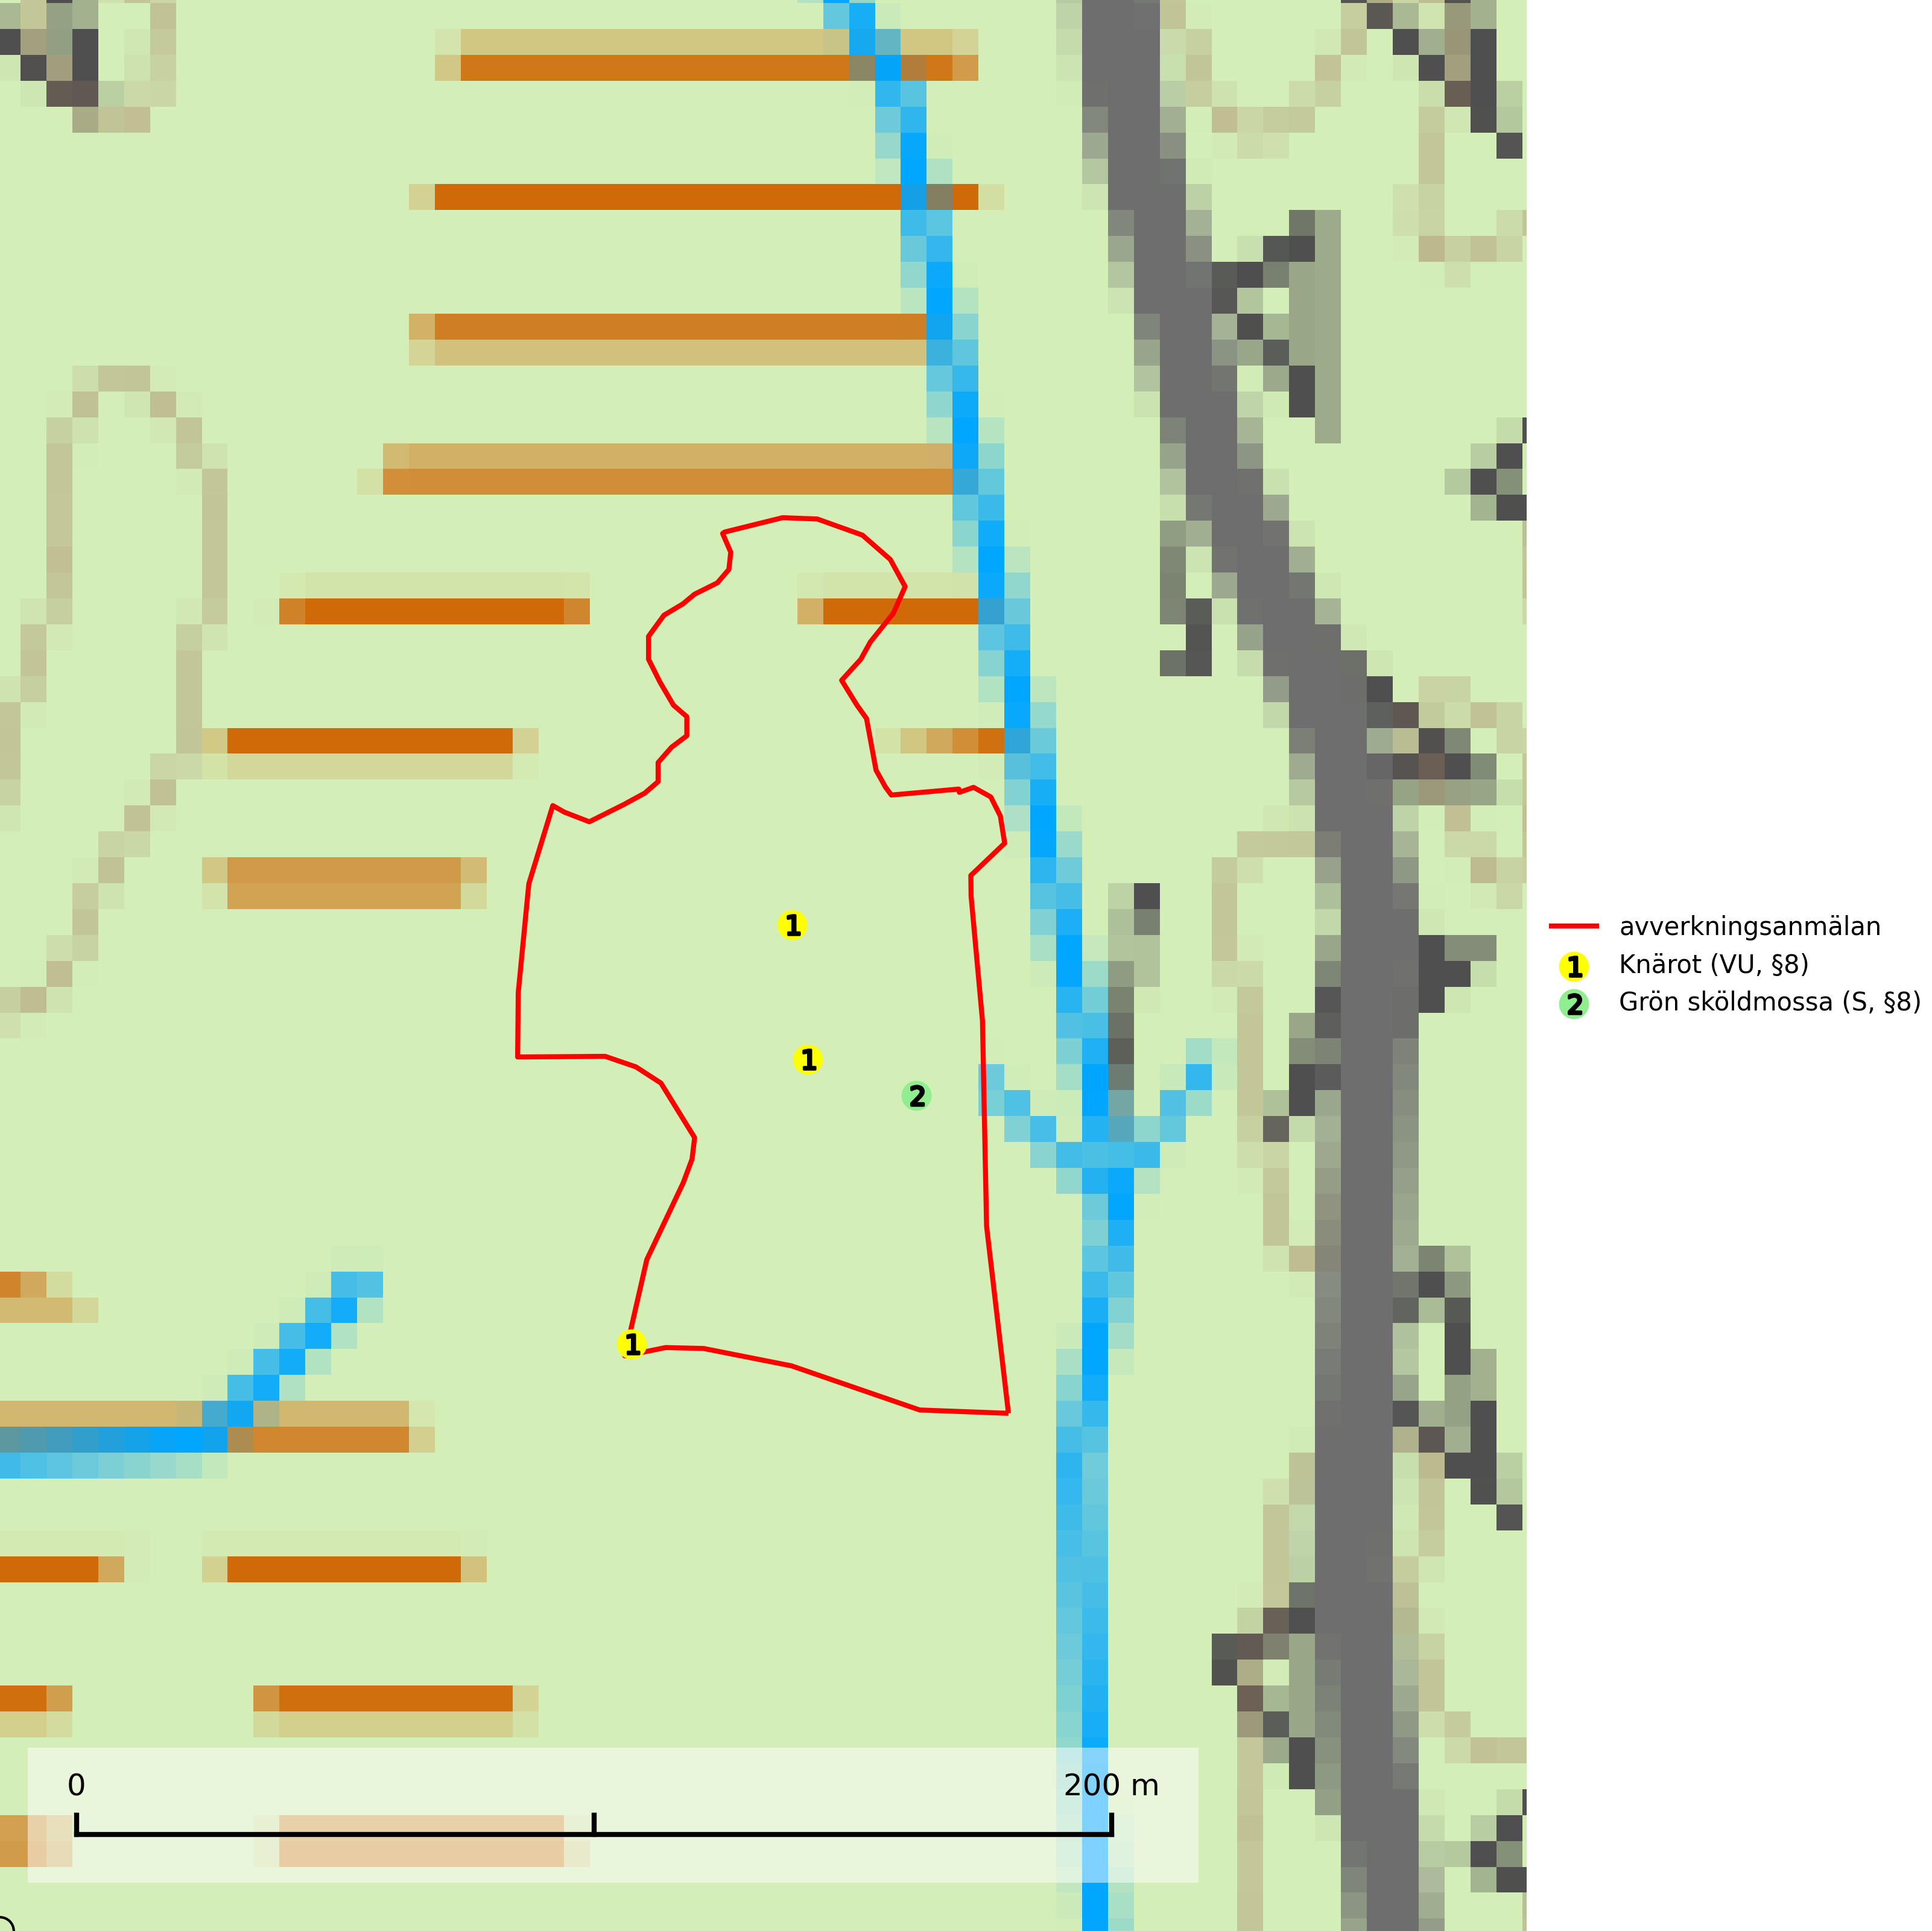 1
1
2
1
avverkningsanmälan
1 Knärot (VU, §8)
2 Grön sköldmossa (S, §8)
0 200 m